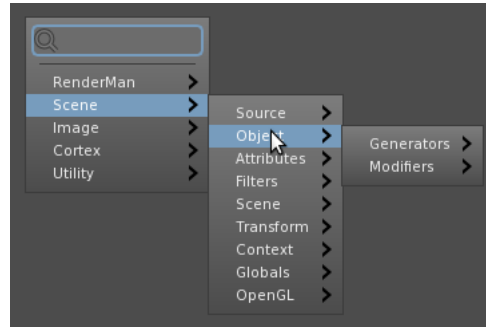 RenderMan
Scene
Image
Cortex
Utility
Source
Object
Attributes
Filters
Scene
Transform
Context
Globals
OpenGL
Generators
Modifiers